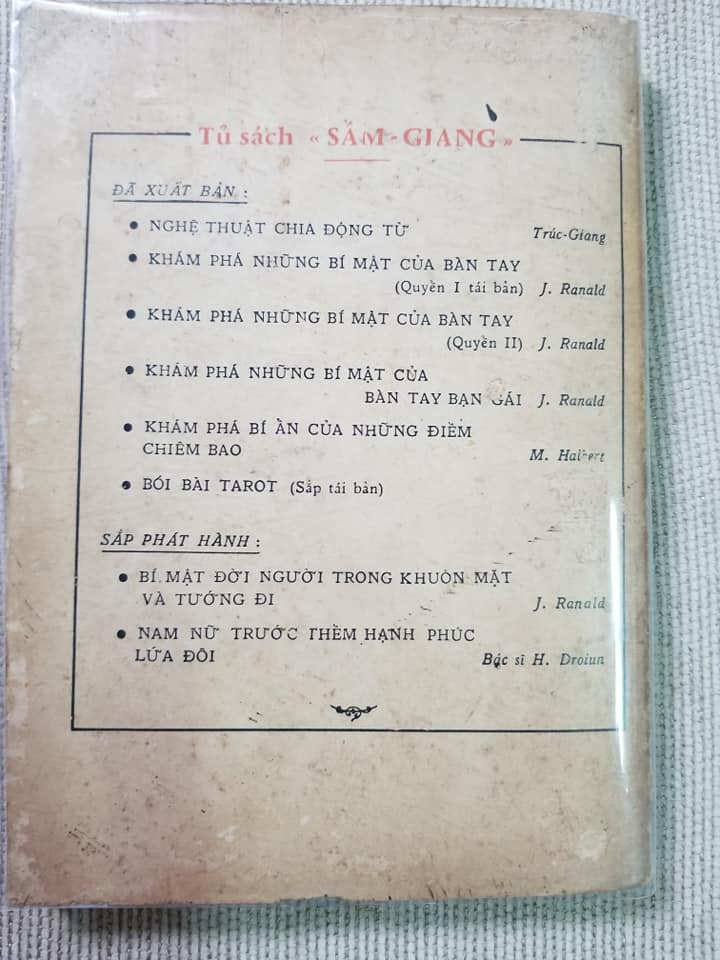 Tủ sách « SẦM-GIANG »
ĐÃ XUẤT BẢN :
• NGHỆ THUẬT CHIA ĐỘNG TỪ Trúc-Giang
• KHÁM PHÁ NHỮNG BÍ MẬT CỦA BÀN TAY
(Quyển I tái bản) J. Ranald
• KHÁM PHÁ NHỮNG BÍ MẬT CỦA BÀN TAY
(Quyển II) J. Ranald
• KHÁM PHÁ NHỮNG BÍ MẬT CỦA
BÀN TAY BẠN GÁI J. Ranald
• KHÁM PHÁ BÍ ẨN CỦA NHỮNG ĐIỀM
CHIÊM BAO M.
• BÓI BÀI TAROT (Sắp tái bản)
SẮP PHÁT HÀNH :
• BÍ MẬT ĐỜI NGƯỜI TRONG KHUÔN MẶT
VÀ TƯỚNG ĐI J. Ranald
• NAM NỮ TRƯỚC THỀM HẠNH PHÚC
LỨA ĐÔI Bác sĩ H. Droiun